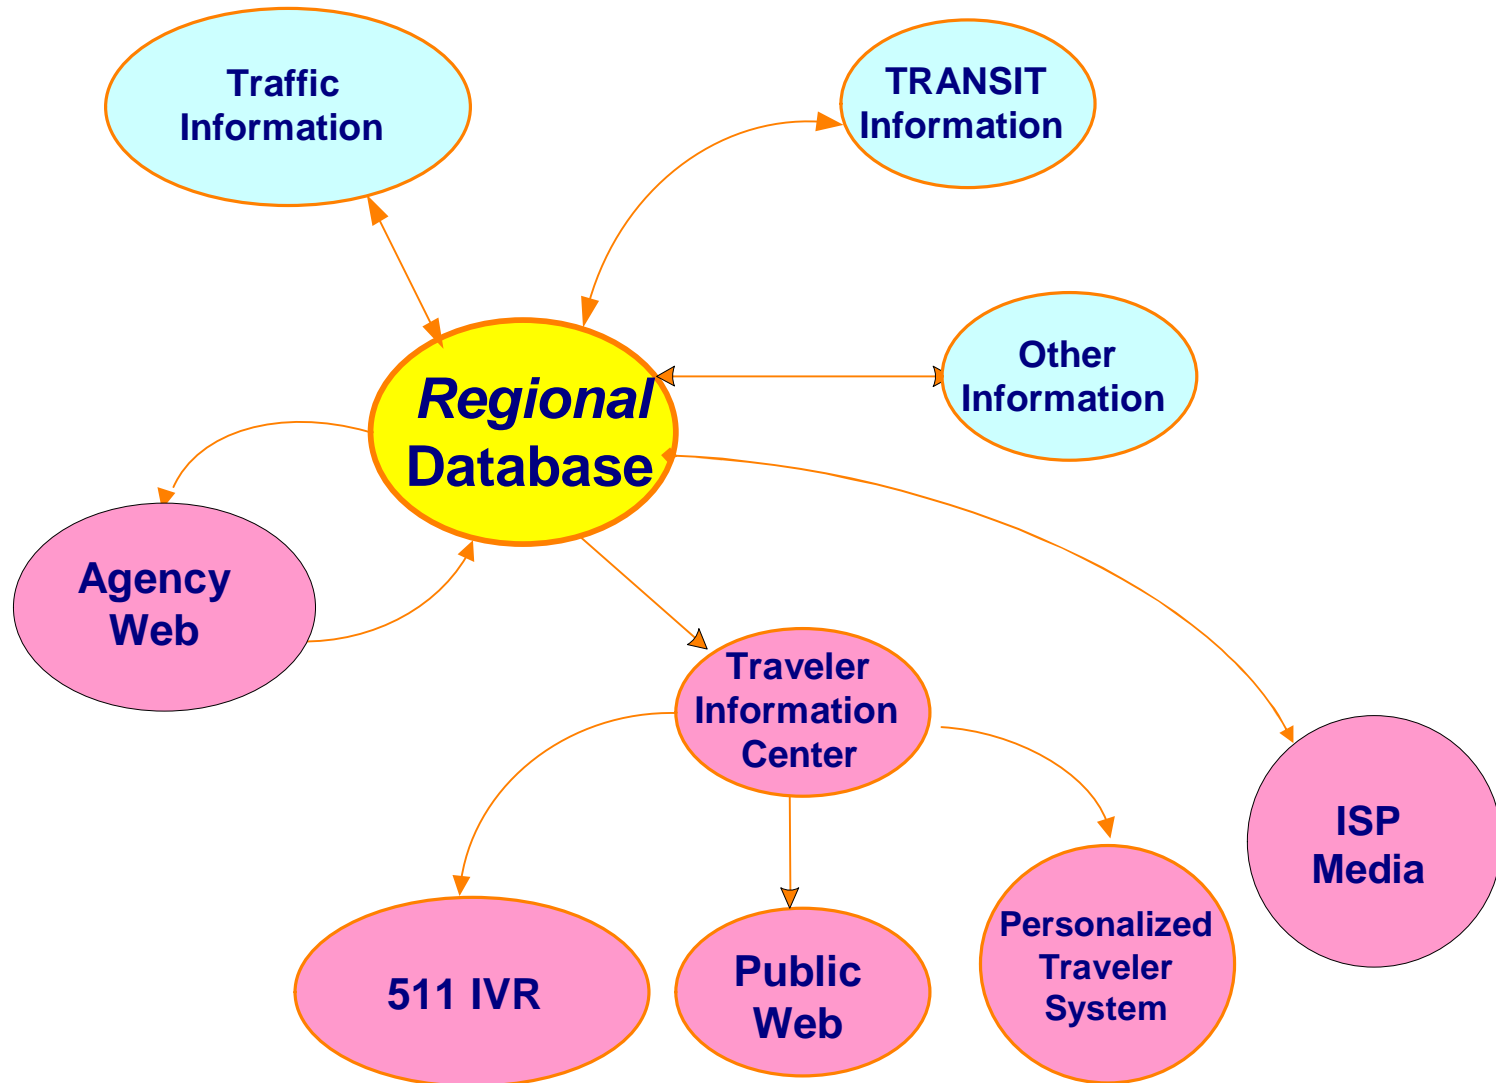 Traffic
Information
TRANSIT
Information
Other
Information
Regional
Database
Agency
Web
Traveler
Information
Center
ISP
Media
511 IVR
Public
Web
Personalized
Traveler
System